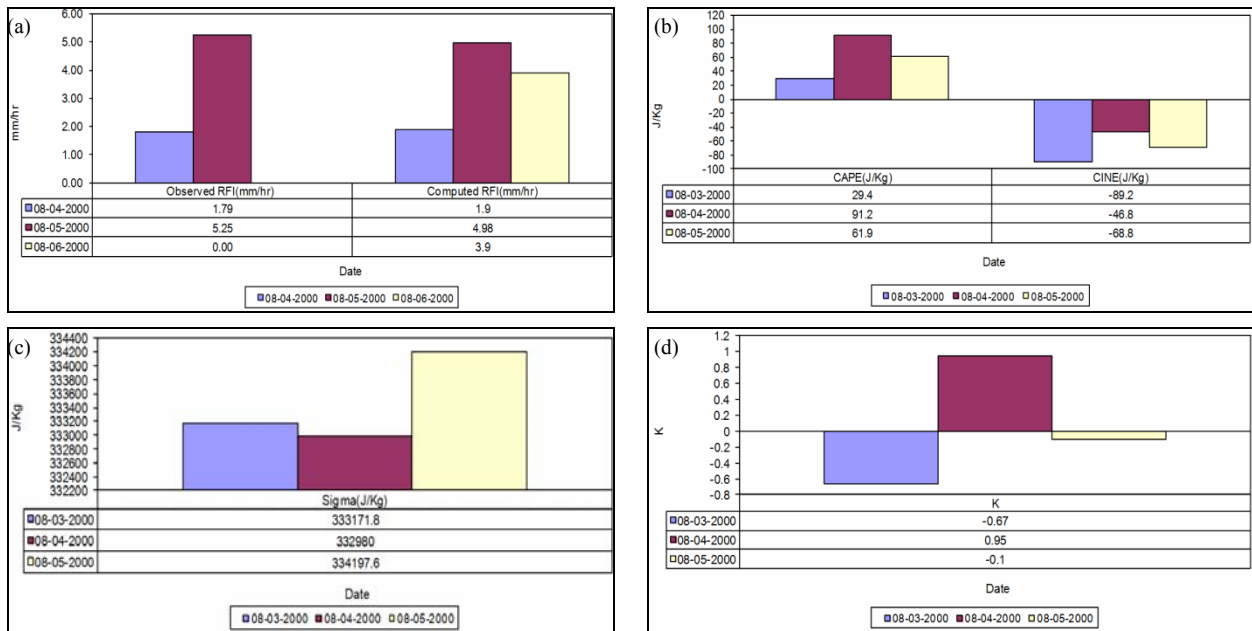 (a)
6.00
5.00
4.00
3.00
2.00
1.00
0.00
mm/hr
Observed RFI(mm/hr) Computed RFI(mm/hr)
08-04-2000 1.79 1.9
08-05-2000 5.25 4.98
08-06-2000 0.00 3.9
Date
08-04-2000 08-05-2000 08-06-2000
(b)
120
100
80
60
40
20
0
-20
-40
-60
-80
-100
J/Kg
CAPE(J/Kg) CINE(J/Kg)
08-03-2000 29.4 -89.2
08-04-2000 91.2 -46.8
08-05-2000 61.9 -68.8
Date
08-03-2000 08-04-2000 08-05-2000
(c)
334400
334200
334000
333800
333600
333400
333200
333000
332800
332600
332400
332200
J/Kg
Sigma(J/Kg)
08-03-2000 333171.8
08-04-2000 332980
08-05-2000 334197.6
Date
08-03-2000 08-04-2000 08-05-2000
(d)
1.2
1
0.8
0.6
0.4
0.2
0
-0.2
-0.4
-0.6
-0.8
K
K
08-03-2000 -0.67
08-04-2000 0.95
08-05-2000 -0.1
Date
08-03-2000 08-04-2000 08-05-2000